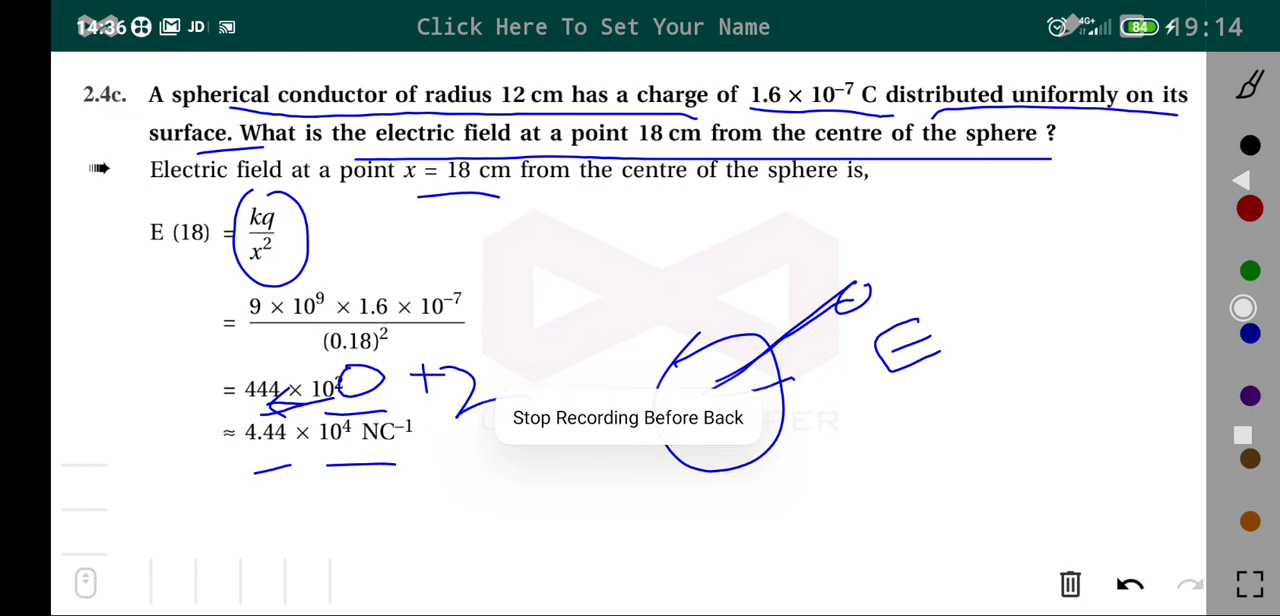 14:36 JD Click Here To Set Your Name 4G+ 84 19:14
2.4c. A spherical conductor of radius 12 cm has a charge of 1.6 × 10⁻⁷ C distributed uniformly on its
surface. What is the electric field at a point 18 cm from the centre of the sphere ?
➠ Electric field at a point x = 18 cm from the centre of the sphere is,
E (18) = kq
x²
= 9 × 10⁹ × 1.6 × 10⁻⁷
(0.18)²
= 444 × 10² +2
E
≈ 4.44 × 10⁴ NC⁻¹
Stop Recording Before Back